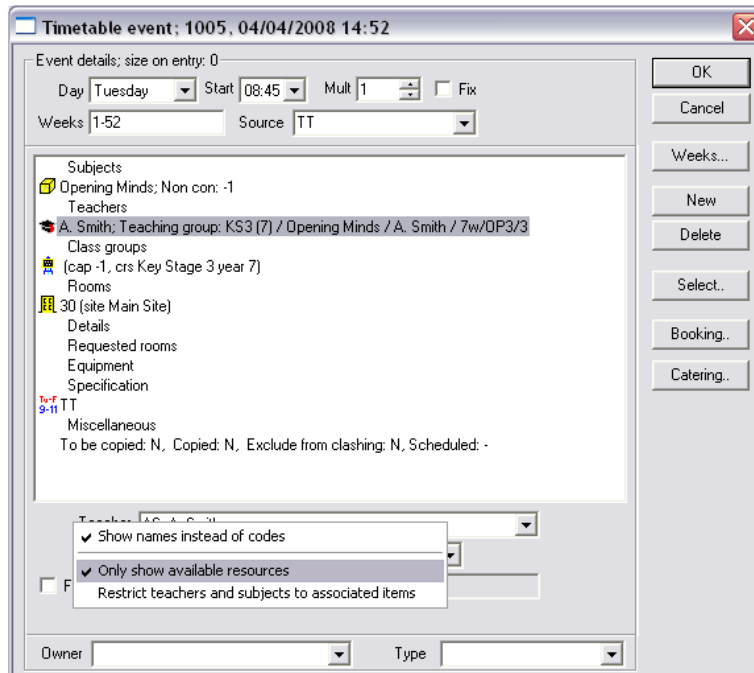 Timetable event; 1005, 04/04/2008 14:52
Event details; size on entry: 0
Day Tuesday Start 08:45 Mult 1 Fix
Weeks 1-52 Source TT
OK
Cancel
Weeks...
New
Delete
Select..
Booking..
Catering..
Subjects
Opening Minds; Non con: -1
Teachers
A. Smith; Teaching group: KS3 (7) / Opening Minds / A. Smith / 7w/OP3/3
Class groups
(cap -1, crs Key Stage 3 year 7)
Rooms
30 (site Main Site)
Details
Requested rooms
Equipment
Specification
Tu-F
9-11 TT
Miscellaneous
To be copied: N, Copied: N, Exclude from clashing: N, Scheduled: -
Show names instead of codes
Only show available resources
F
Restrict teachers and subjects to associated items
Owner Type